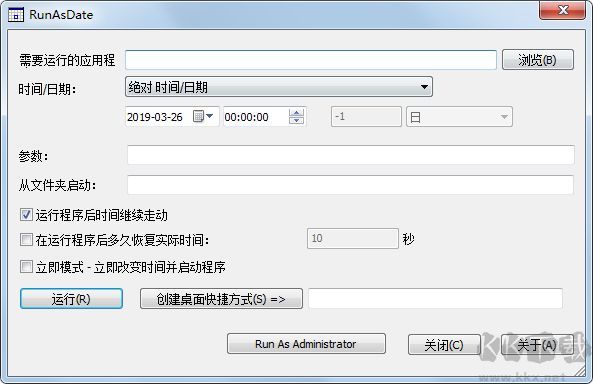 RunAsDate
需要运行的应用程
浏览(B)
时间/日期:
绝对 时间/日期
2019-03-26
00:00:00
-1
日
参数:
从文件夹启动:
运行程序后时间继续走动
在运行程序后多久恢复实际时间:
10
秒
立即模式 - 立即改变时间并启动程序
运行(R)
创建桌面快捷方式(S) =>
Run As Administrator
关闭(C)
关于(A)
KK下载
www.kkx.net